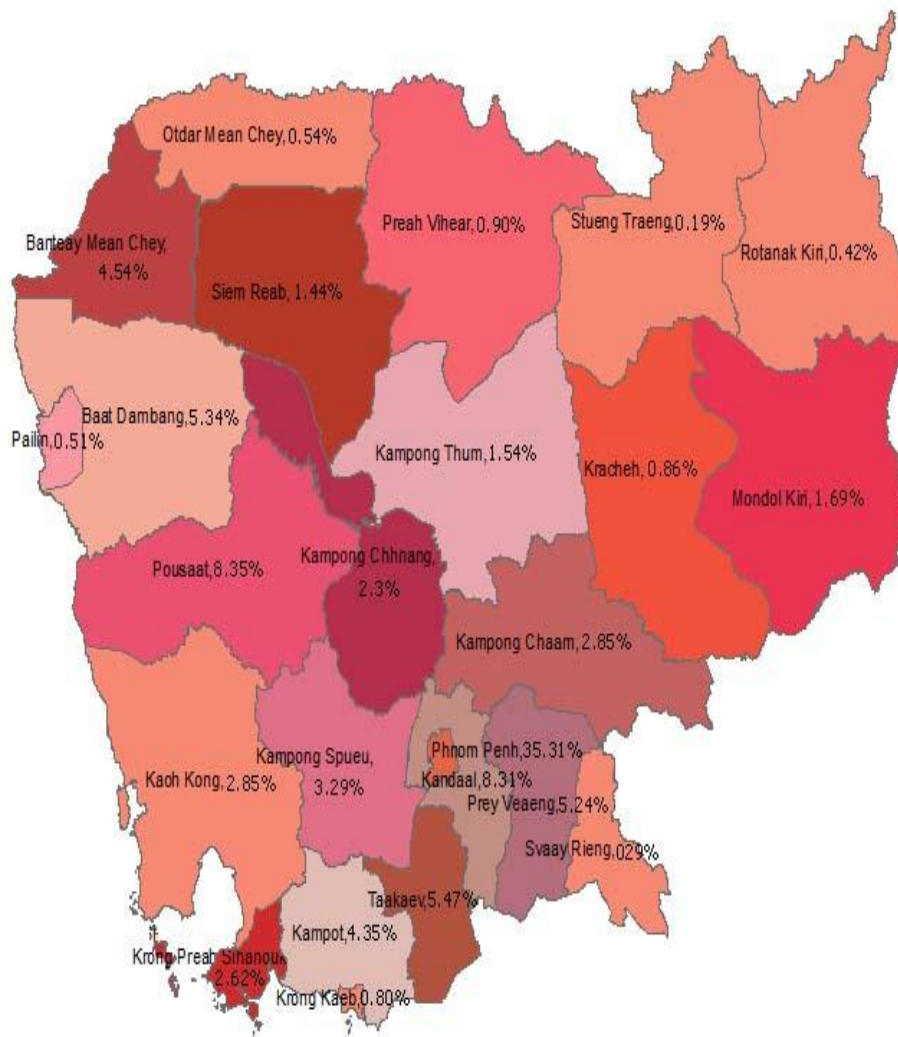 Otdar Mean Chey,0.54%
Preah Vihear,0.90%
Stueng Traeng,0.19%
Rotanak Kiri,0.42%
Banteay Mean Chey,
4.54%
Siem Reab, 1.44%
Baat Dambang,5.34%
Pailin,0.51%
Kampong Thum,1.54%
Kracheh,0.86%
Mondol Kiri,1.69%
Kampong Chhnang,
2.3%
Pousaat,8.35%
Kampong Chaam,2.85%
Kampong Spueu,
3.29%
Phnom Penh,35.31%
Kaoh Kong, 2.85%
Kandaal,8.31%
Prey Veaeng,5.24%
Svaay Rieng,029%
Taakaev,5.47%
Kampot,4.35%
Krong Preah Sihanouk
2.62%
Krong Kaeb,0.80%